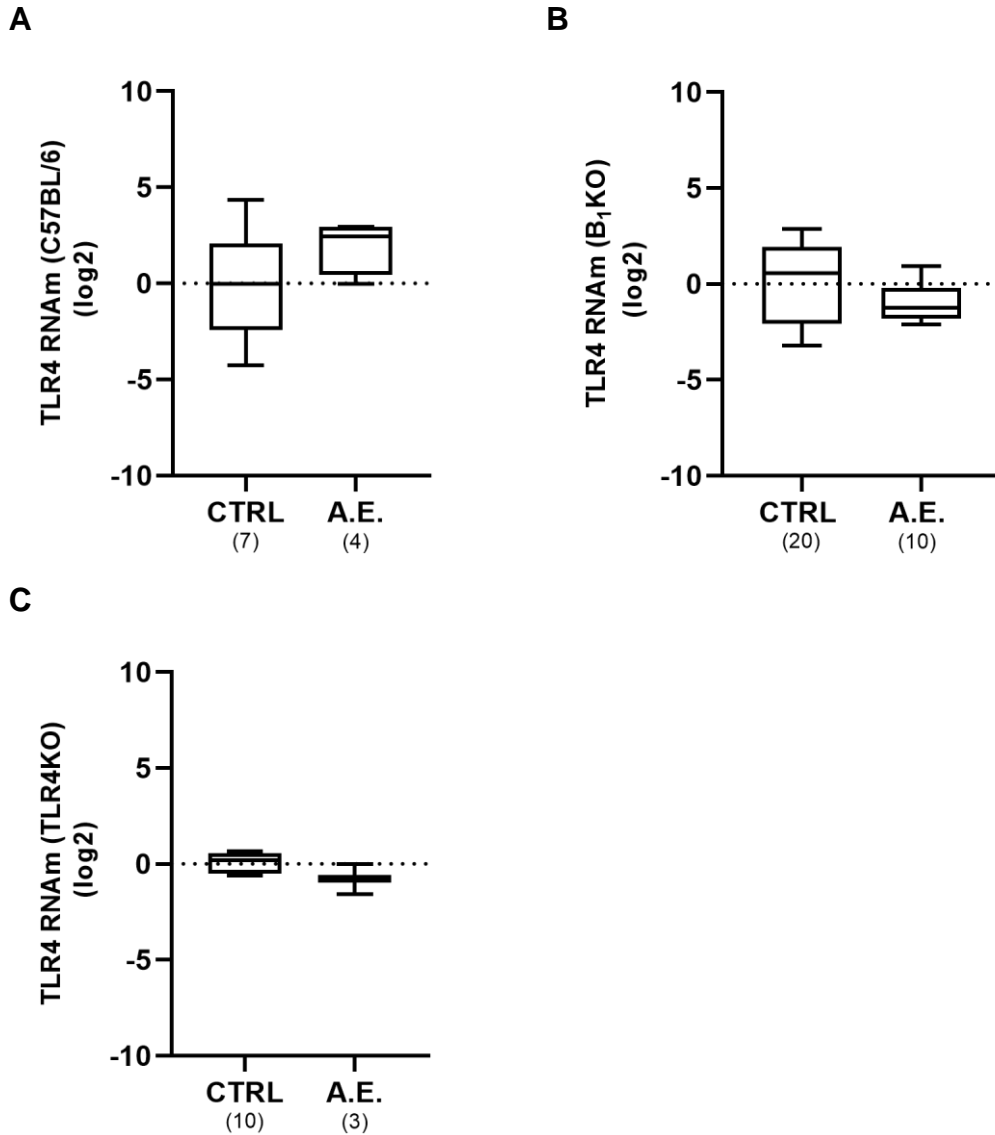 A
TLR4 RNAm (C57BL/6)
(log2)
10
5
0
-5
-10
CTRL A.E.
(7) (4)
B
TLR4 RNAm (B₁KO)
(log2)
10
5
0
-5
-10
CTRL A.E.
(20) (10)
C
TLR4 RNAm (TLR4KO)
(log2)
10
5
0
-5
-10
CTRL A.E.
(10) (3)